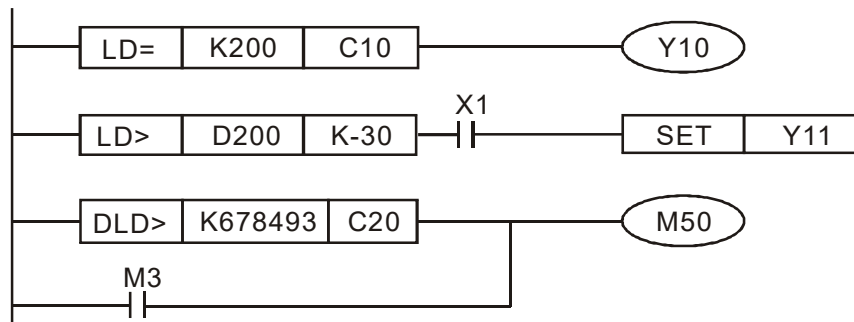 LD= K200 C10 Y10
X1
LD> D200 K-30 SET Y11
DLD> K678493 C20 M50
M3